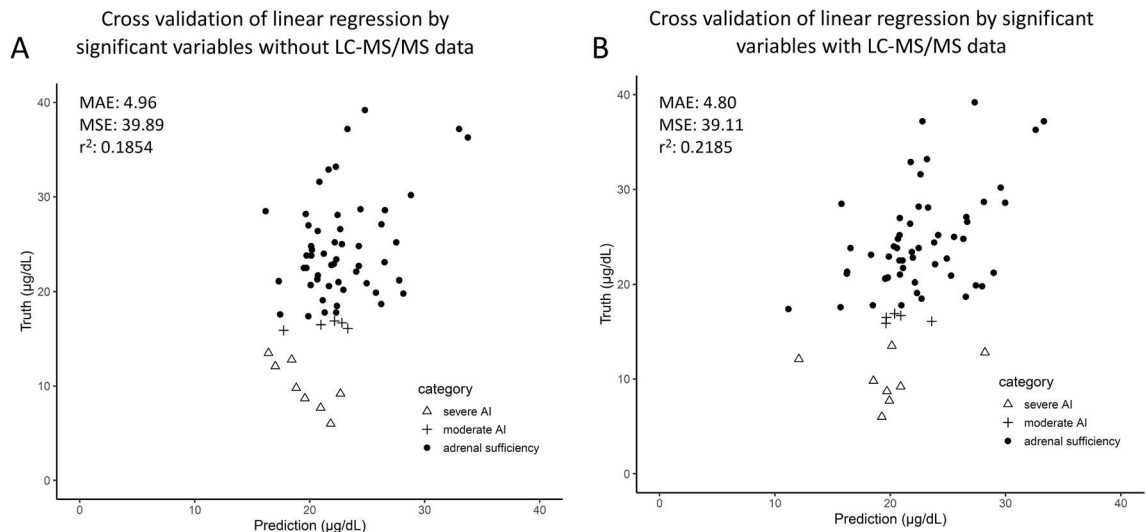 Cross validation of linear regression by
significant variables without LC-MS/MS data
A
MAE: 4.96
MSE: 39.89
r²: 0.1854
Truth (µg/dL)
40
30
20
10
0
category
severe AI
moderate AI
adrenal sufficiency
0
10
20
30
40
Prediction (µg/dL)
Cross validation of linear regression by significant
variables with LC-MS/MS data
B
MAE: 4.80
MSE: 39.11
r²: 0.2185
Truth (µg/dL)
40
30
20
10
0
category
severe AI
moderate AI
adrenal sufficiency
0
10
20
30
40
Prediction (µg/dL)